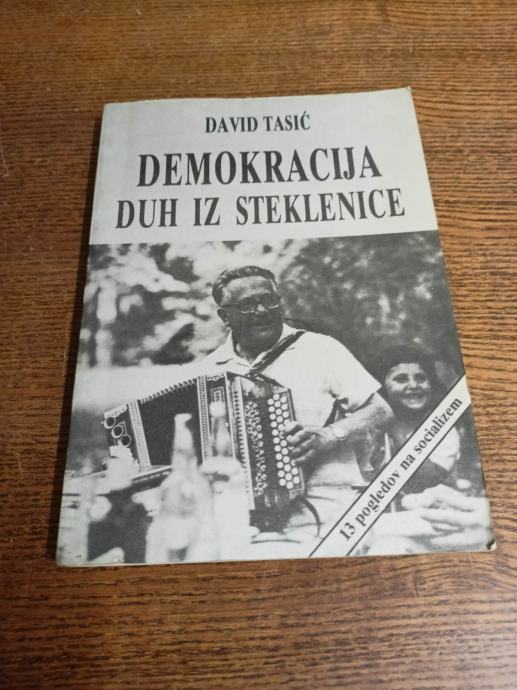 DAVID TASIĆ
DEMOKRACIJA
DUH IZ STEKLENICE
13 pogledov na socializem